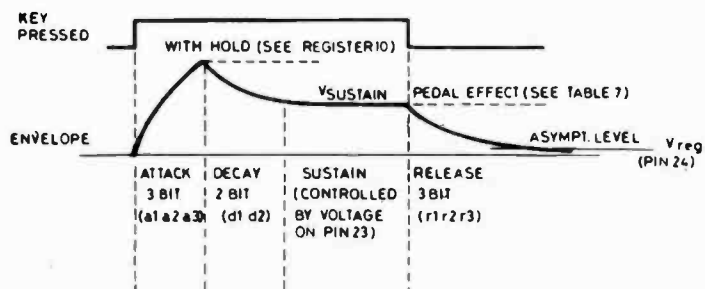 KEY
PRESSED
WITH HOLD (SEE REGISTER 10)
VSUSTAIN
PEDAL EFFECT (SEE TABLE 7)
ENVELOPE
ASYMPT. LEVEL
Vreg
(PIN 24)
ATTACK
3 BIT
(a1 a2 a3)
DECAY
2 BIT
(d1 d2)
SUSTAIN
(CONTROLLED
BY VOLTAGE
ON PIN 23)
RELEASE
3 BIT
(r1 r2 r3)